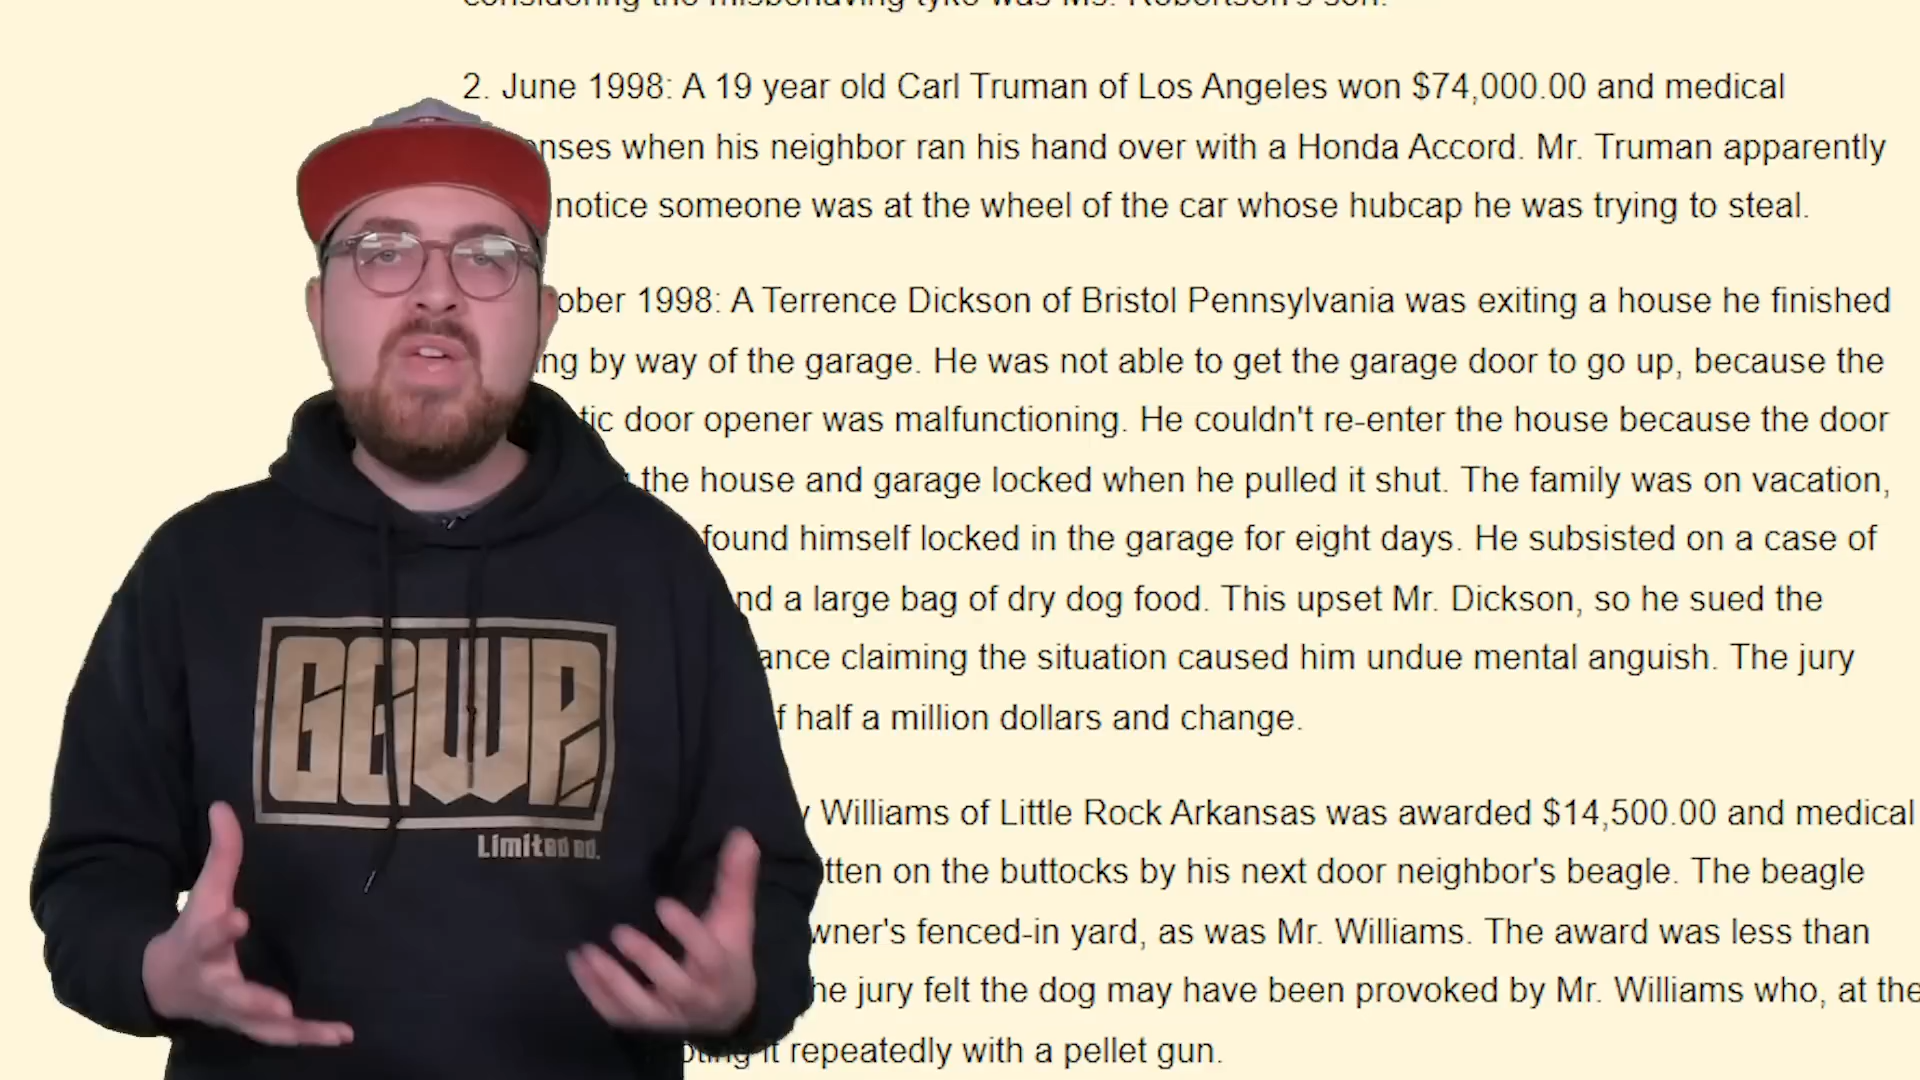 2. June 1998: A 19 year old Carl Truman of Los Angeles won $74,000.00 and medical
when his neighbor ran his hand over with a Honda Accord. Mr. Truman apparently
notice someone was at the wheel of the car whose hubcap he was trying to steal.
1998: A Terrence Dickson of Bristol Pennsylvania was exiting a house he finished
by way of the garage. He was not able to get the garage door to go up, because the
door opener was malfunctioning. He couldn't re-enter the house because the door
the house and garage locked when he pulled it shut. The family was on vacation,
found himself locked in the garage for eight days. He subsisted on a case of
a large bag of dry dog food. This upset Mr. Dickson, so he sued the
claiming the situation caused him undue mental anguish. The jury
half a million dollars and change.
Williams of Little Rock Arkansas was awarded $14,500.00 and medical
on the buttocks by his next door neighbor's beagle. The beagle
fenced-in yard, as was Mr. Williams. The award was less than
jury felt the dog may have been provoked by Mr. Williams who, at the
it repeatedly with a pellet gun.
GGWP
Limited ed.